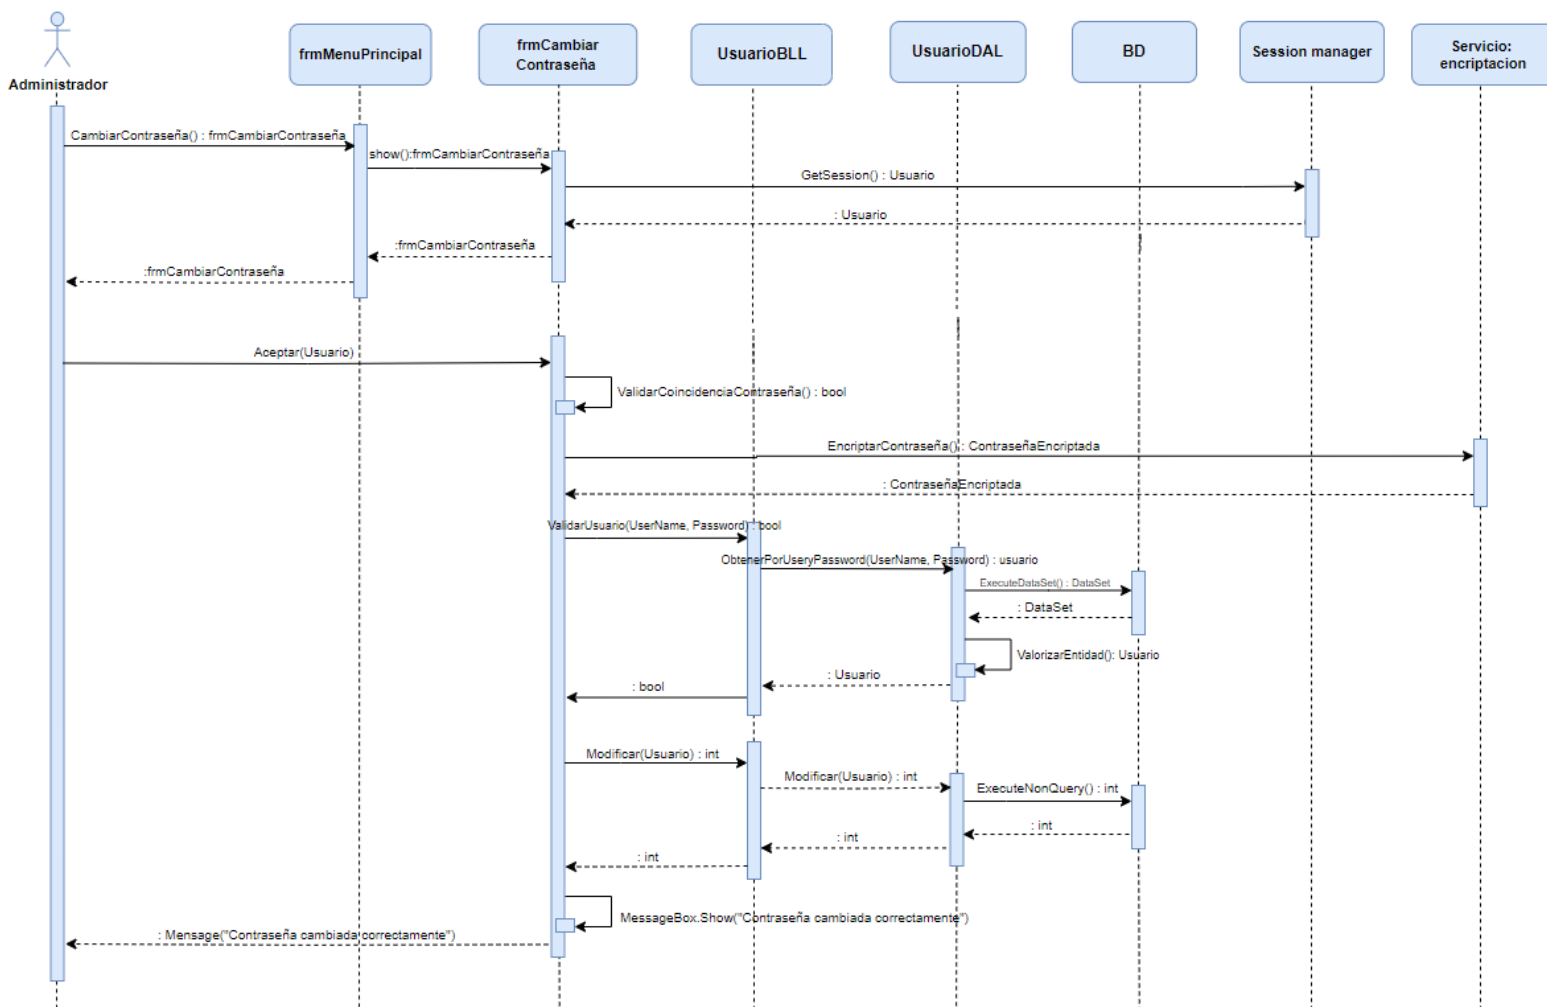 Administrador
frmMenuPrincipal
frmCambiar
Contraseña
UsuarioBLL
UsuarioDAL
BD
Session manager
Servicio:
encriptacion
CambiarContraseña() : frmCambiarContraseña
show():frmCambiarContraseña
GetSession() : Usuario
: Usuario
:frmCambiarContraseña
:frmCambiarContraseña
Aceptar(Usuario)
ValidarCoincidenciaContraseña() : bool
EncriptarContraseña() : ContraseñaEncriptada
: ContraseñaEncriptada
ValidarUsuario(UserName, Password) : bool
ObtenerPorUseryPassword(UserName, Password) : usuario
ExecuteDataSet() : DataSet
: DataSet
ValorizarEntidad(): Usuario
: Usuario
: bool
Modificar(Usuario) : int
Modificar(Usuario) : int
ExecuteNonQuery() : int
: int
: int
: int
MessageBox.Show("Contraseña cambiada correctamente")
: Mensage("Contraseña cambiada correctamente")